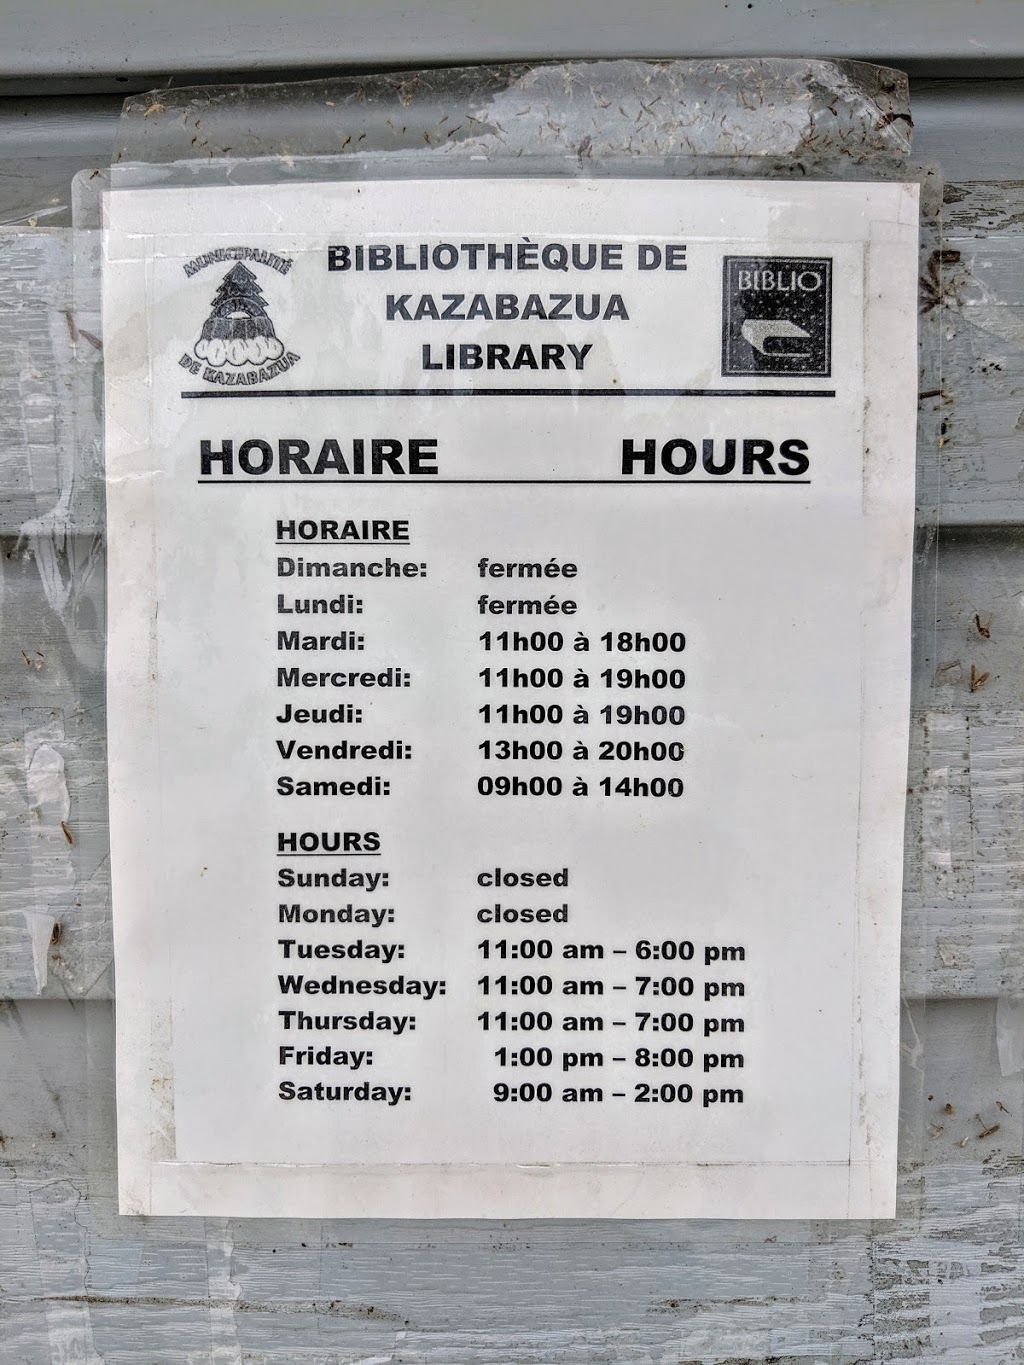 MUNICIPALITÉ
DE KAZABAZUA
BIBLIOTHÈQUE DE
KAZABAZUA
LIBRARY
BIBLIO
HORAIRE HOURS
HORAIRE
Dimanche: fermée
Lundi: fermée
Mardi: 11h00 à 18h00
Mercredi: 11h00 à 19h00
Jeudi: 11h00 à 19h00
Vendredi: 13h00 à 20h00
Samedi: 09h00 à 14h00
HOURS
Sunday: closed
Monday: closed
Tuesday: 11:00 am – 6:00 pm
Wednesday: 11:00 am – 7:00 pm
Thursday: 11:00 am – 7:00 pm
Friday: 1:00 pm – 8:00 pm
Saturday: 9:00 am – 2:00 pm